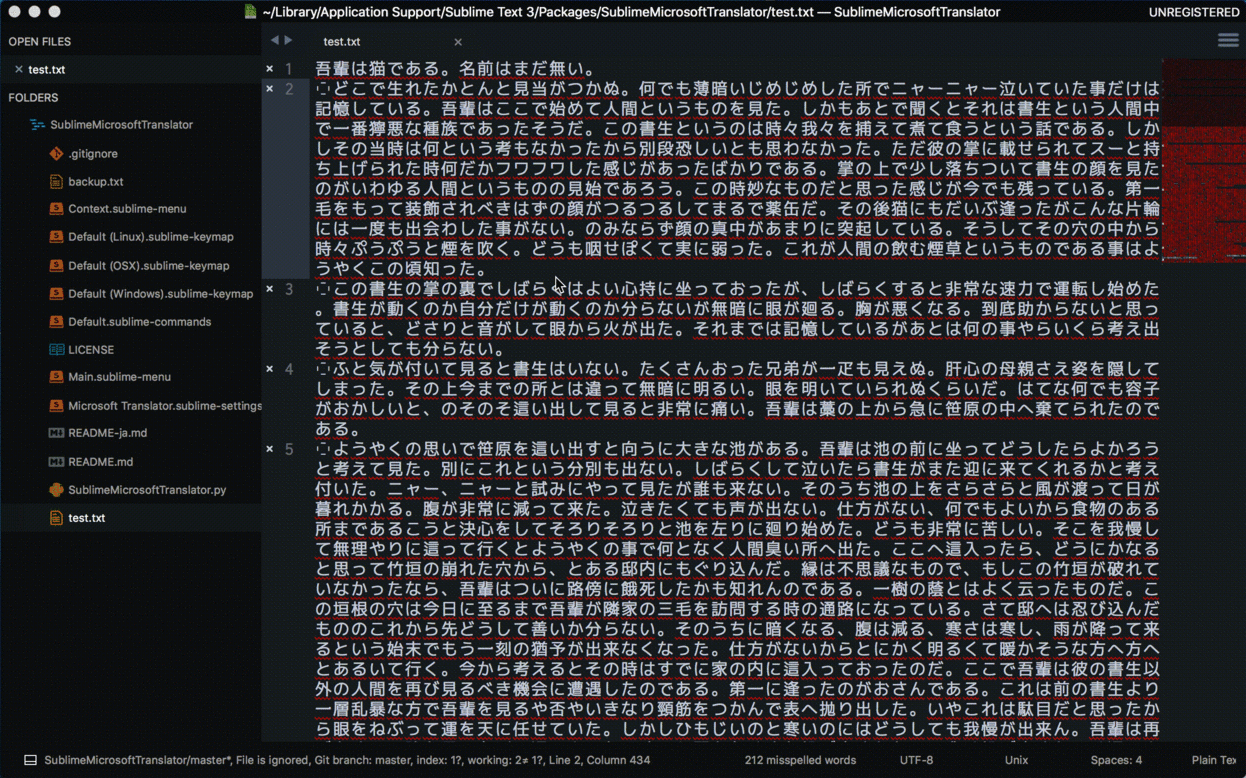 ~/Library/Application Support/Sublime Text 3/Packages/SublimeMicrosoftTranslator/test.txt — SublimeMicrosoftTranslator
UNREGISTERED
OPEN FILES
test.txt
FOLDERS
SublimeMicrosoftTranslator
.gitignore
backup.txt
Context.sublime-menu
Default (Linux).sublime-keymap
Default (OSX).sublime-keymap
Default (Windows).sublime-keymap
Default.sublime-commands
LICENSE
Main.sublime-menu
Microsoft Translator.sublime-settings
README-ja.md
README.md
SublimeMicrosoftTranslator.py
test.txt
test.txt
1 吾輩は猫である。名前はまだ無い。
2 どこで生れたかとんと見当がつかぬ。何でも薄暗いじめじめした所でニャーニャー泣いていた事だけは
記憶している。吾輩はここで始めて人間というものを見た。しかもあとで聞くとそれは書生という人間中
で一番獰悪な種族であったそうだ。この書生というのは時々我々を捕えて煮て食うという話である。しか
しその当時は何という考もなかったから別段恐しいとも思わなかった。ただ彼の掌に載せられてスーと持
ち上げられた時何だかフワフワした感じがあったばかりである。掌の上で少し落ちついて書生の顔を見た
のがいわゆる人間というものの見始であろう。この時妙なものだと思った感じが今でも残っている。第一
毛をもって装飾されべきはずの顔がつるつるしてまるで薬缶だ。その後猫にもだいぶ逢ったがこんな片輪
には一度も出会わした事がない。のみならず顔の真中があまりに突起している。そうしてその穴の中から
時々ぷうぷうと煙を吹く。どうも咽せぽくて実に弱った。これが人間の飲む煙草というものである事はよ
うやくこの頃知った。
3 この書生の掌の裏でしばらくはよい心持に坐っておったが、しばらくすると非常な速力で運転し始めた
。書生が動くのか自分だけが動くのか分らないが無暗に眼が廻る。胸が悪くなる。到底助からないと思っ
ていると、どさりと音がして眼から火が出た。それまでは記憶しているがあとは何の事やらいくら考え出
そうとしても分らない。
4 ふと気が付いて見ると書生はいない。たくさんおった兄弟が一疋も見えぬ。肝心の母親さえ姿を隠して
しまった。その上今までの所とは違って無暗に明るい。眼を明いていられぬくらいだ。はてな何でも容子
がおかしいと、のそのそ這い出して見ると非常に痛い。吾輩は藁の上から急に笹原の中へ棄てられたので
ある。
5 ようやくの思いで笹原を這い出すと向うに大きな池がある。吾輩は池の前に坐ってどうしたらよかろう
と考えて見た。別にこれという分別も出ない。しばらくして泣いたら書生がまた迎に来てくれるかと考え
付いた。ニャー、ニャーと試みにやって見たが誰も来ない。そのうち池の上をさらさらと風が渡って日が
暮れかかる。腹が非常に減って来た。泣きたくても声が出ない。仕方がない、何でもよいから食物のある
所まであるこうと決心をしてそろりそろりと池を左りに廻り始めた。どうも非常に苦しい。そこを我慢し
て無理やりに這って行くとようやくの事で何となく人間臭い所へ出た。ここへ這入ったら、どうにかなる
と思って竹垣の崩れた穴から、とある邸内にもぐり込んだ。縁は不思議なもので、もしこの竹垣が破れて
いなかったなら、吾輩はついに路傍に餓死したかも知れんのである。一樹の蔭とはよく云ったものだ。こ
の垣根の穴は今日に至るまで吾輩が隣家の三毛を訪問する時の通路になっている。さて邸へは忍び込んだ
もののこれから先どうして善いか分らない。そのうちに暗くなる、腹は減る、寒さは寒し、雨が降って来
るという始末でもう一刻の猶予が出来なくなった。仕方がないからとにかく明るくて暖かそうな方へ方へ
とあるいて行く。今から考えるとその時はすでに家の内に這入っておったのだ。ここで吾輩は彼の書生以
外の人間を再び見るべき機会に遭遇したのである。第一に逢ったのがおさんである。これは前の書生より
一層乱暴な方で吾輩を見るや否やいきなり頸筋をつかんで表へ抛り出した。いやこれは駄目だと思ったか
ら眼をねぶって運を天に任せていた。しかしひもじいのと寒いのにはどうしても我慢が出来ん。吾輩は再
SublimeMicrosoftTranslator/master*, File is ignored, Git branch: master, index: 1?, working: 2≠ 1?, Line 2, Column 434
212 misspelled words
UTF-8
Unix
Spaces: 4
Plain Tex